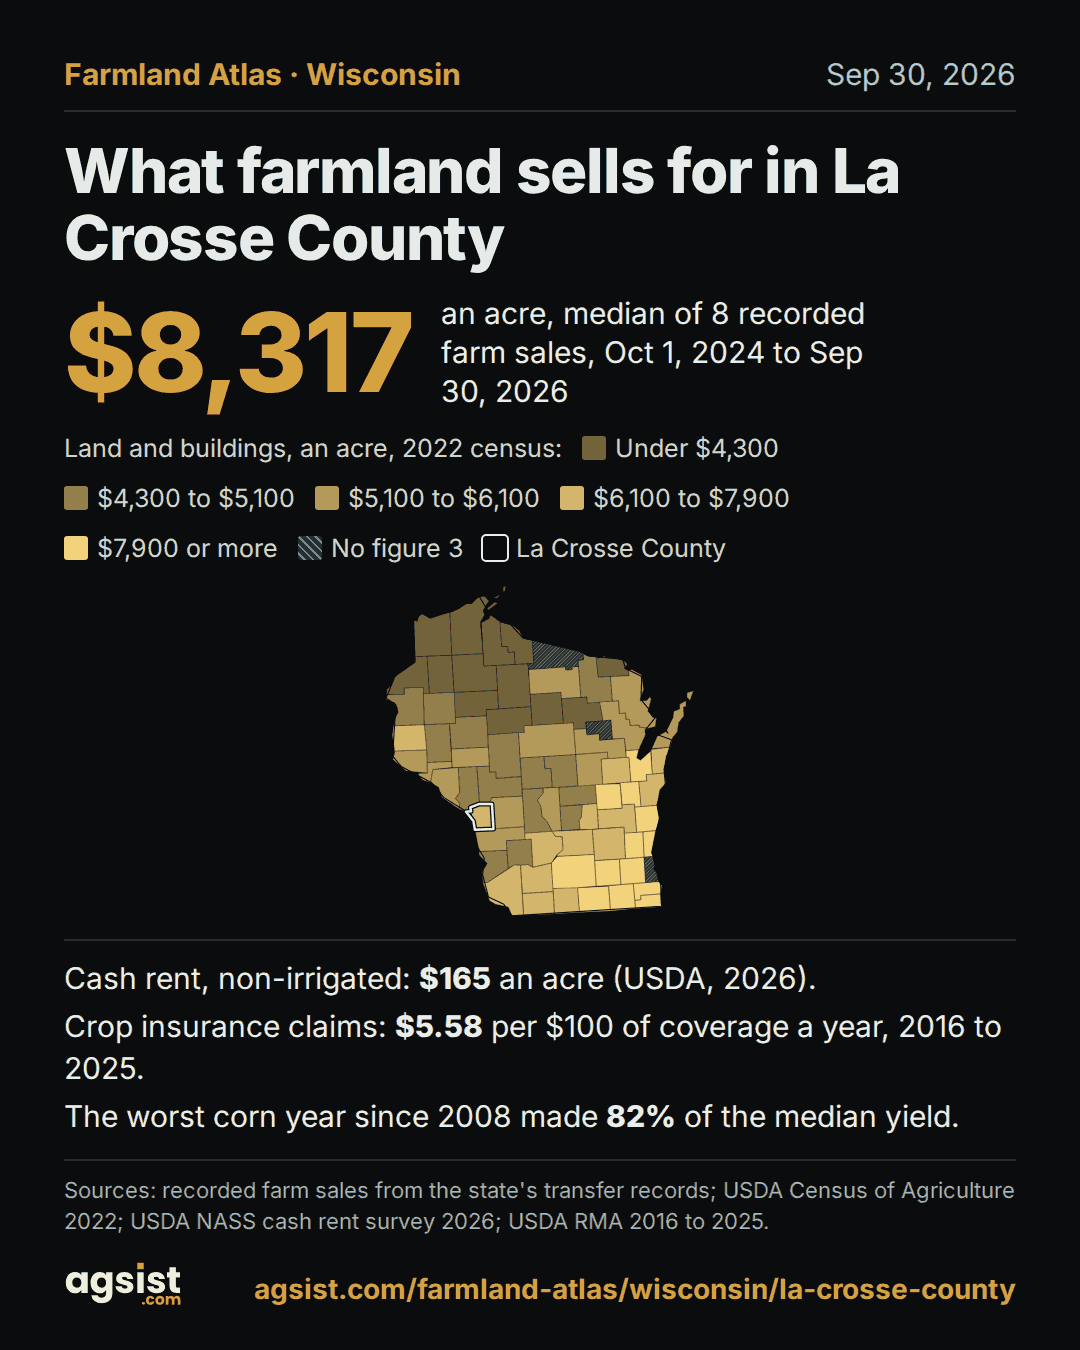 Farmland Atlas · Wisconsin
Sep 30, 2026
What farmland sells for in La
Crosse County
$8,317
an acre, median of 8 recorded
farm sales, Oct 1, 2024 to Sep
30, 2026
Land and buildings, an acre, 2022 census: Under $4,300
$4,300 to $5,100 $5,100 to $6,100 $6,100 to $7,900
$7,900 or more No figure 3 La Crosse County
Cash rent, non-irrigated: $165 an acre (USDA, 2026).
Crop insurance claims: $5.58 per $100 of coverage a year, 2016 to
2025.
The worst corn year since 2008 made 82% of the median yield.
Sources: recorded farm sales from the state's transfer records; USDA Census of Agriculture
2022; USDA NASS cash rent survey 2026; USDA RMA 2016 to 2025.
agsist
.com
agsist.com/farmland-atlas/wisconsin/la-crosse-county